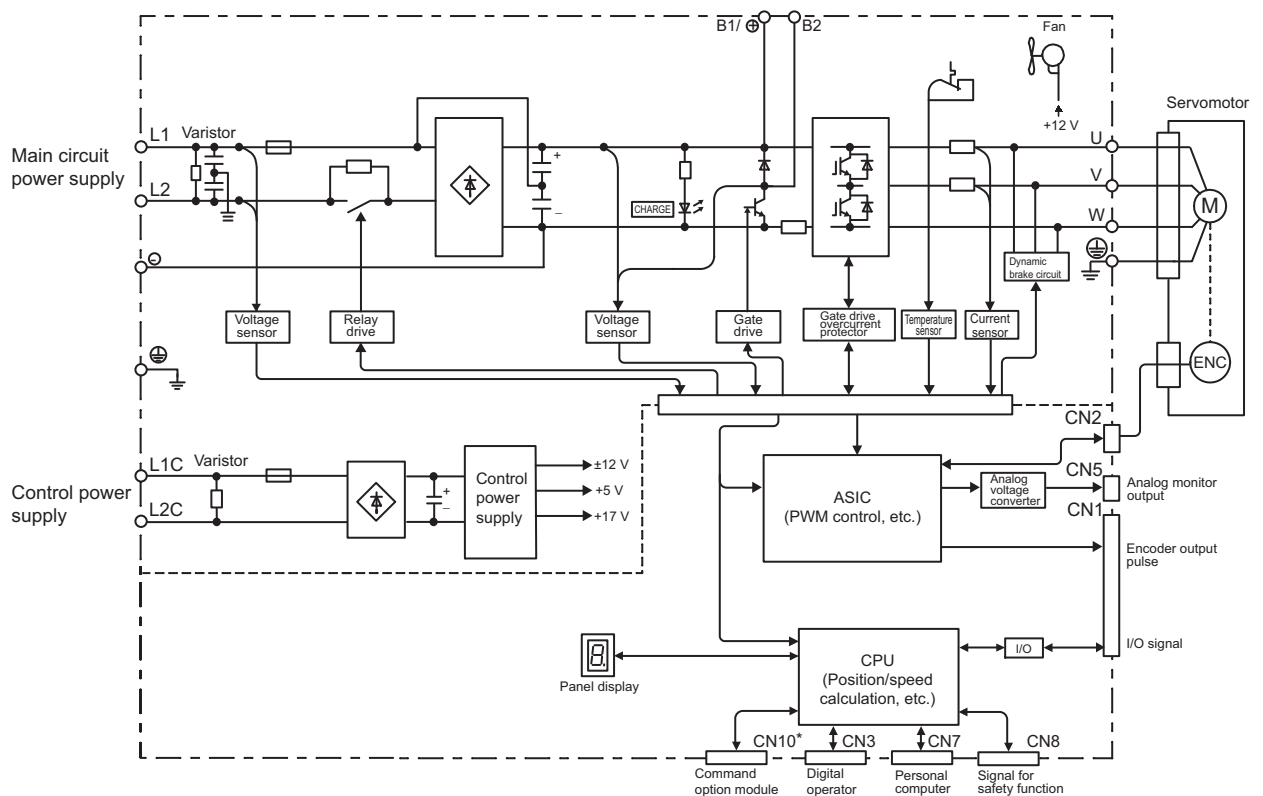 B1/ ⊕
B2
Fan
+12 V
Servomotor
Main circuit
power supply
L1
Varistor
L2
U
V
W
M
+
–
CHARGE
⊖
Dynamic
brake circuit
Voltage
sensor
Relay
drive
Voltage
sensor
Gate
drive
Gate drive
overcurrent
protector
Temperature
sensor
Current
sensor
ENC
CN2
Control power
supply
L1C
Varistor
L2C
+
–
Control
power
supply
±12 V
+5 V
+17 V
ASIC
(PWM control, etc.)
Analog
voltage
converter
CN5
Analog monitor
output
CN1
Encoder output
pulse
I/O
I/O signal
8.
Panel display
CPU
(Position/speed
calculation, etc.)
CN10*
CN3
CN7
CN8
Command
option module
Digital
operator
Personal
computer
Signal for
safety function